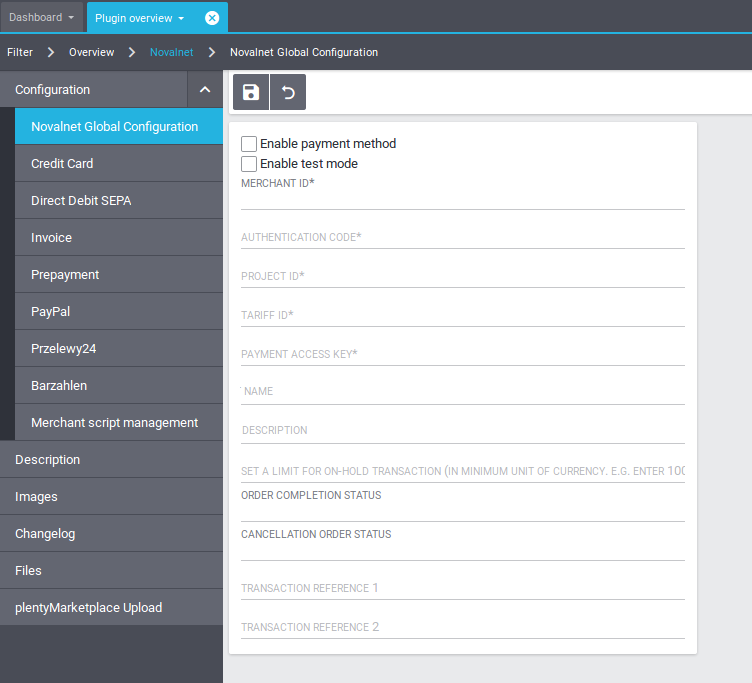 Dashboard
Plugin overview
Filter > Overview > Novalnet > Novalnet Global Configuration
Configuration
Novalnet Global Configuration
Credit Card
Direct Debit SEPA
Invoice
Prepayment
PayPal
Przelewy24
Barzahlen
Merchant script management
Description
Images
Changelog
Files
plentyMarketplace Upload
Enable payment method
Enable test mode
MERCHANT ID*
AUTHENTICATION CODE*
PROJECT ID*
TARIFF ID*
PAYMENT ACCESS KEY*
NAME
DESCRIPTION
SET A LIMIT FOR ON-HOLD TRANSACTION (IN MINIMUM UNIT OF CURRENCY. E.G. ENTER 100
ORDER COMPLETION STATUS
CANCELLATION ORDER STATUS
TRANSACTION REFERENCE 1
TRANSACTION REFERENCE 2